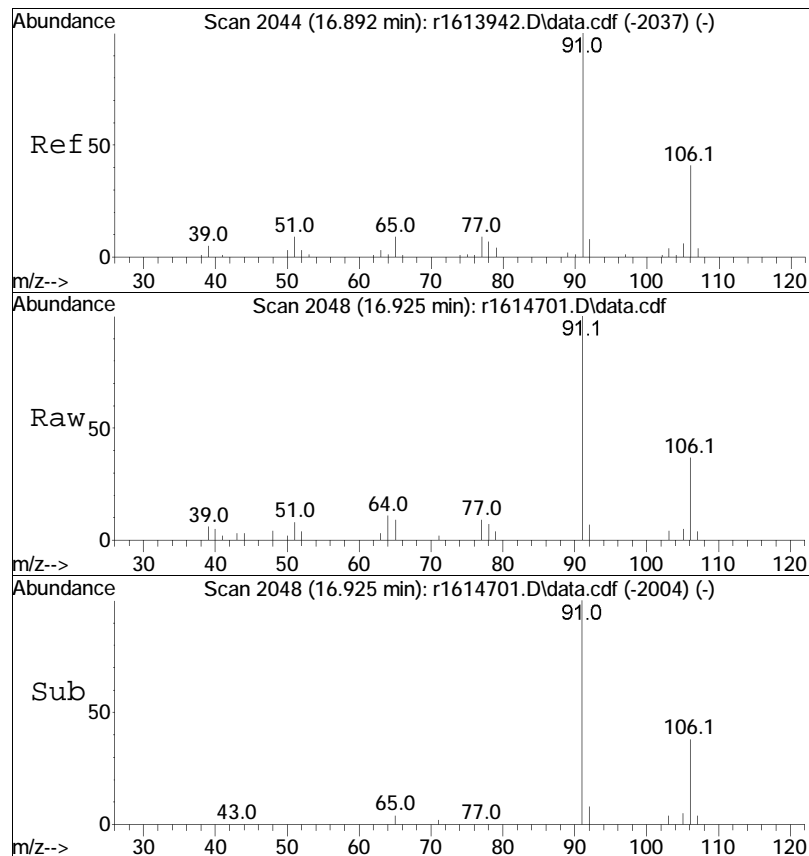 Abundance Scan 2044 (16.892 min): r1613942.D\data.cdf (-2037) (-)
91.0
Ref 50
106.1
39.0 51.0 65.0 77.0
0
m/z--> 30 40 50 60 70 80 90 100 110 120
Abundance Scan 2048 (16.925 min): r1614701.D\data.cdf
91.1
Raw 50
106.1
39.0 51.0 64.0 77.0
0
m/z--> 30 40 50 60 70 80 90 100 110 120
Abundance Scan 2048 (16.925 min): r1614701.D\data.cdf (-2004) (-)
91.0
Sub 50
106.1
43.0 65.0 77.0
0
m/z--> 30 40 50 60 70 80 90 100 110 120